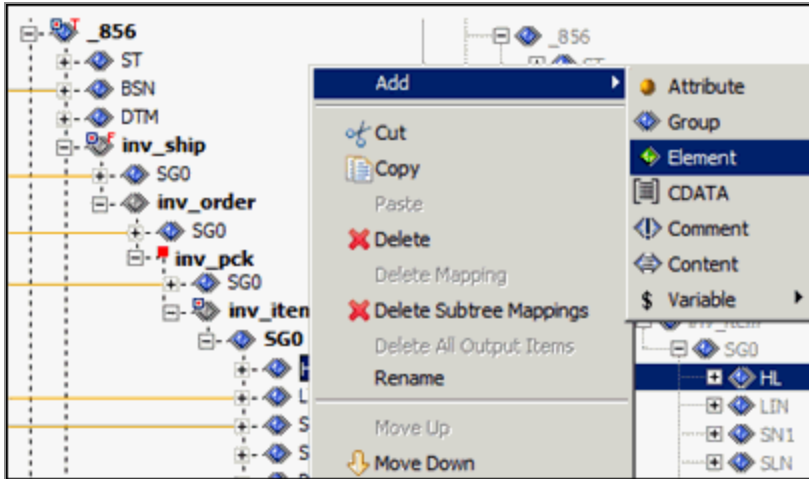 _856
ST
BSN
DTM
inv_ship
SG0
inv_order
SG0
inv_pck
SG0
SG0
_856
Add
Cut
Copy
Paste
Delete
Delete Mapping
Delete Subtree Mappings
Delete All Output Items
Rename
Move Up
Move Down
Attribute
Group
Element
CDATA
Comment
Content
$ Variable
inv_item
SG0
HL
LIN
SN1
SLN